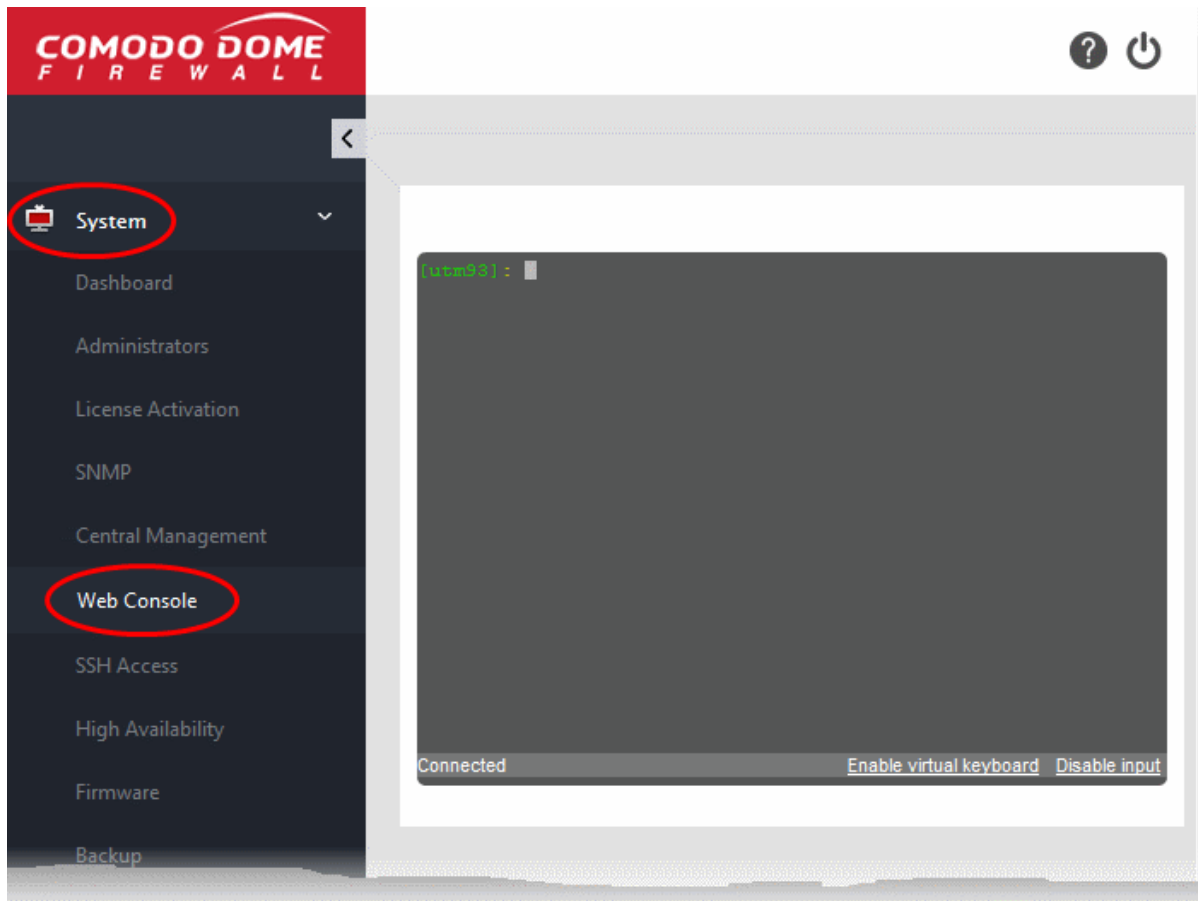 COMODO DOME
FIREWALL
?
System
Dashboard
Administrators
License Activation
SNMP
Central Management
Web Console
SSH Access
High Availability
Firmware
Backup
[utm93]:
Connected Enable virtual keyboard Disable input